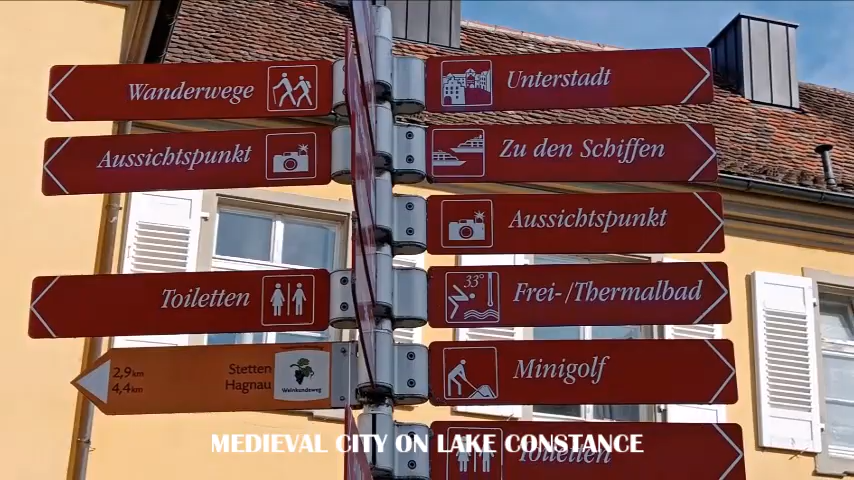 Wanderwege
Aussichtspunkt
Toiletten
2,9 km
4,4 km
Stetten
Hagnau
Weinkundeweg
Unterstadt
Zu den Schiffen
Aussichtspunkt
33°
Frei-/Thermalbad
Minigolf
Toiletten
MEDIEVAL CITY ON LAKE CONSTANCE